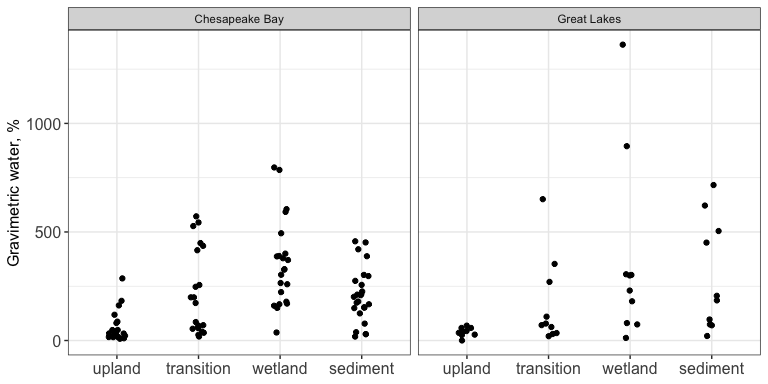 Chesapeake Bay
Great Lakes
Gravimetric water, %
1000
500
0
upland transition wetland sediment
upland transition wetland sediment